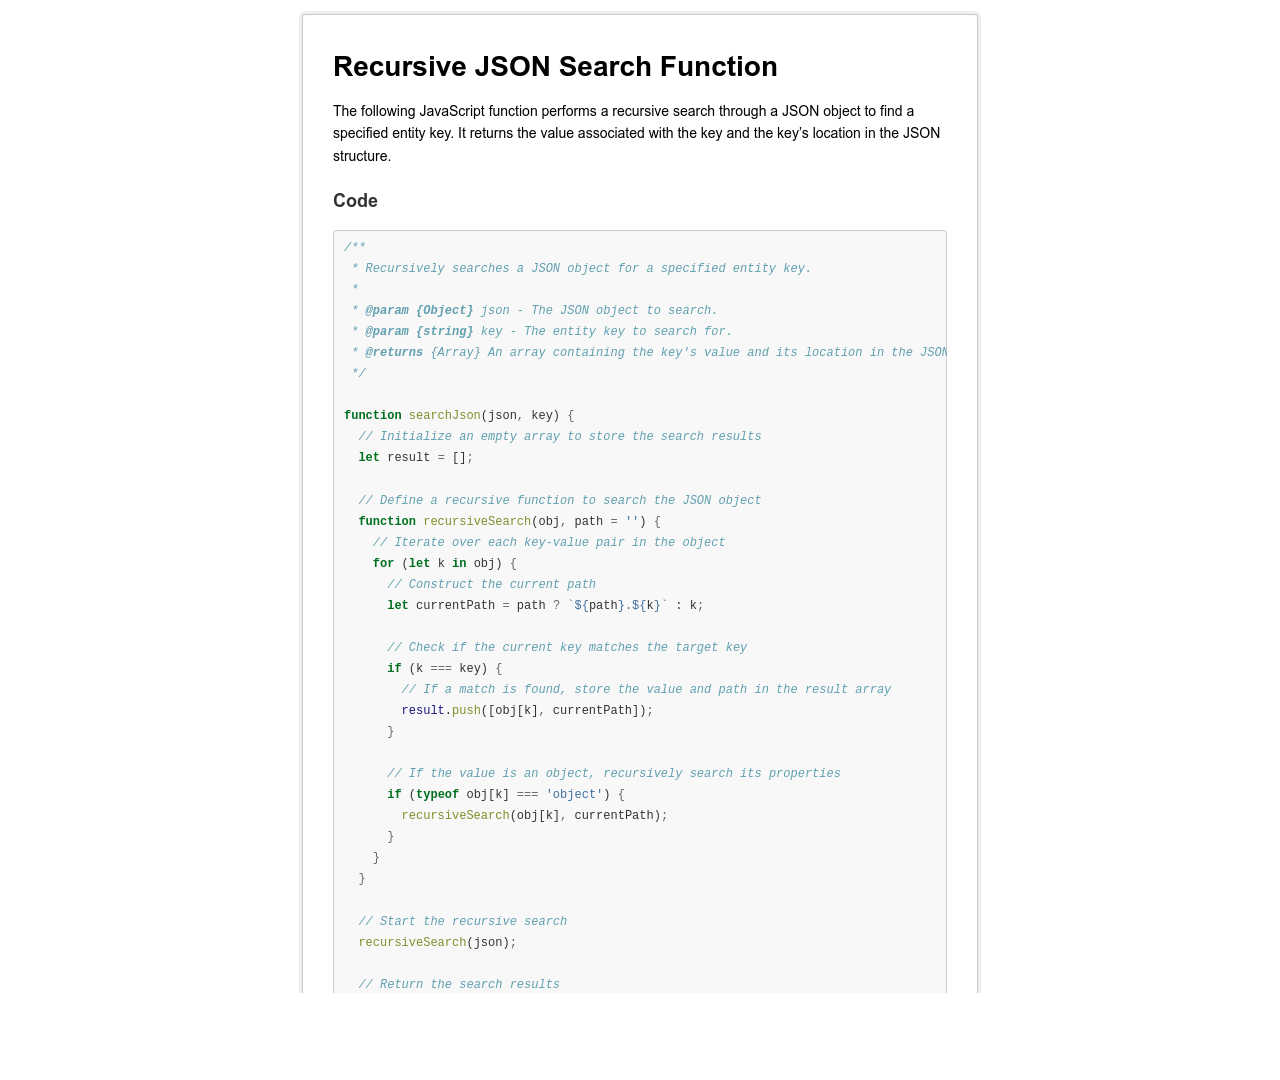 Recursive JSON Search Function
The following JavaScript function performs a recursive search through a JSON object to find a
specified entity key. It returns the value associated with the key and the key’s location in the JSON
structure.
Code
/**
 * Recursively searches a JSON object for a specified entity key.
 *
 * @param {Object} json - The JSON object to search.
 * @param {string} key - The entity key to search for.
 * @returns {Array} An array containing the key's value and its location in the JSON
 */

function searchJson(json, key) {
  // Initialize an empty array to store the search results
  let result = [];

  // Define a recursive function to search the JSON object
  function recursiveSearch(obj, path = '') {
    // Iterate over each key-value pair in the object
    for (let k in obj) {
      // Construct the current path
      let currentPath = path ? `${path}.${k}` : k;

      // Check if the current key matches the target key
      if (k === key) {
        // If a match is found, store the value and path in the result array
        result.push([obj[k], currentPath]);
      }

      // If the value is an object, recursively search its properties
      if (typeof obj[k] === 'object') {
        recursiveSearch(obj[k], currentPath);
      }
    }
  }

  // Start the recursive search
  recursiveSearch(json);

  // Return the search results